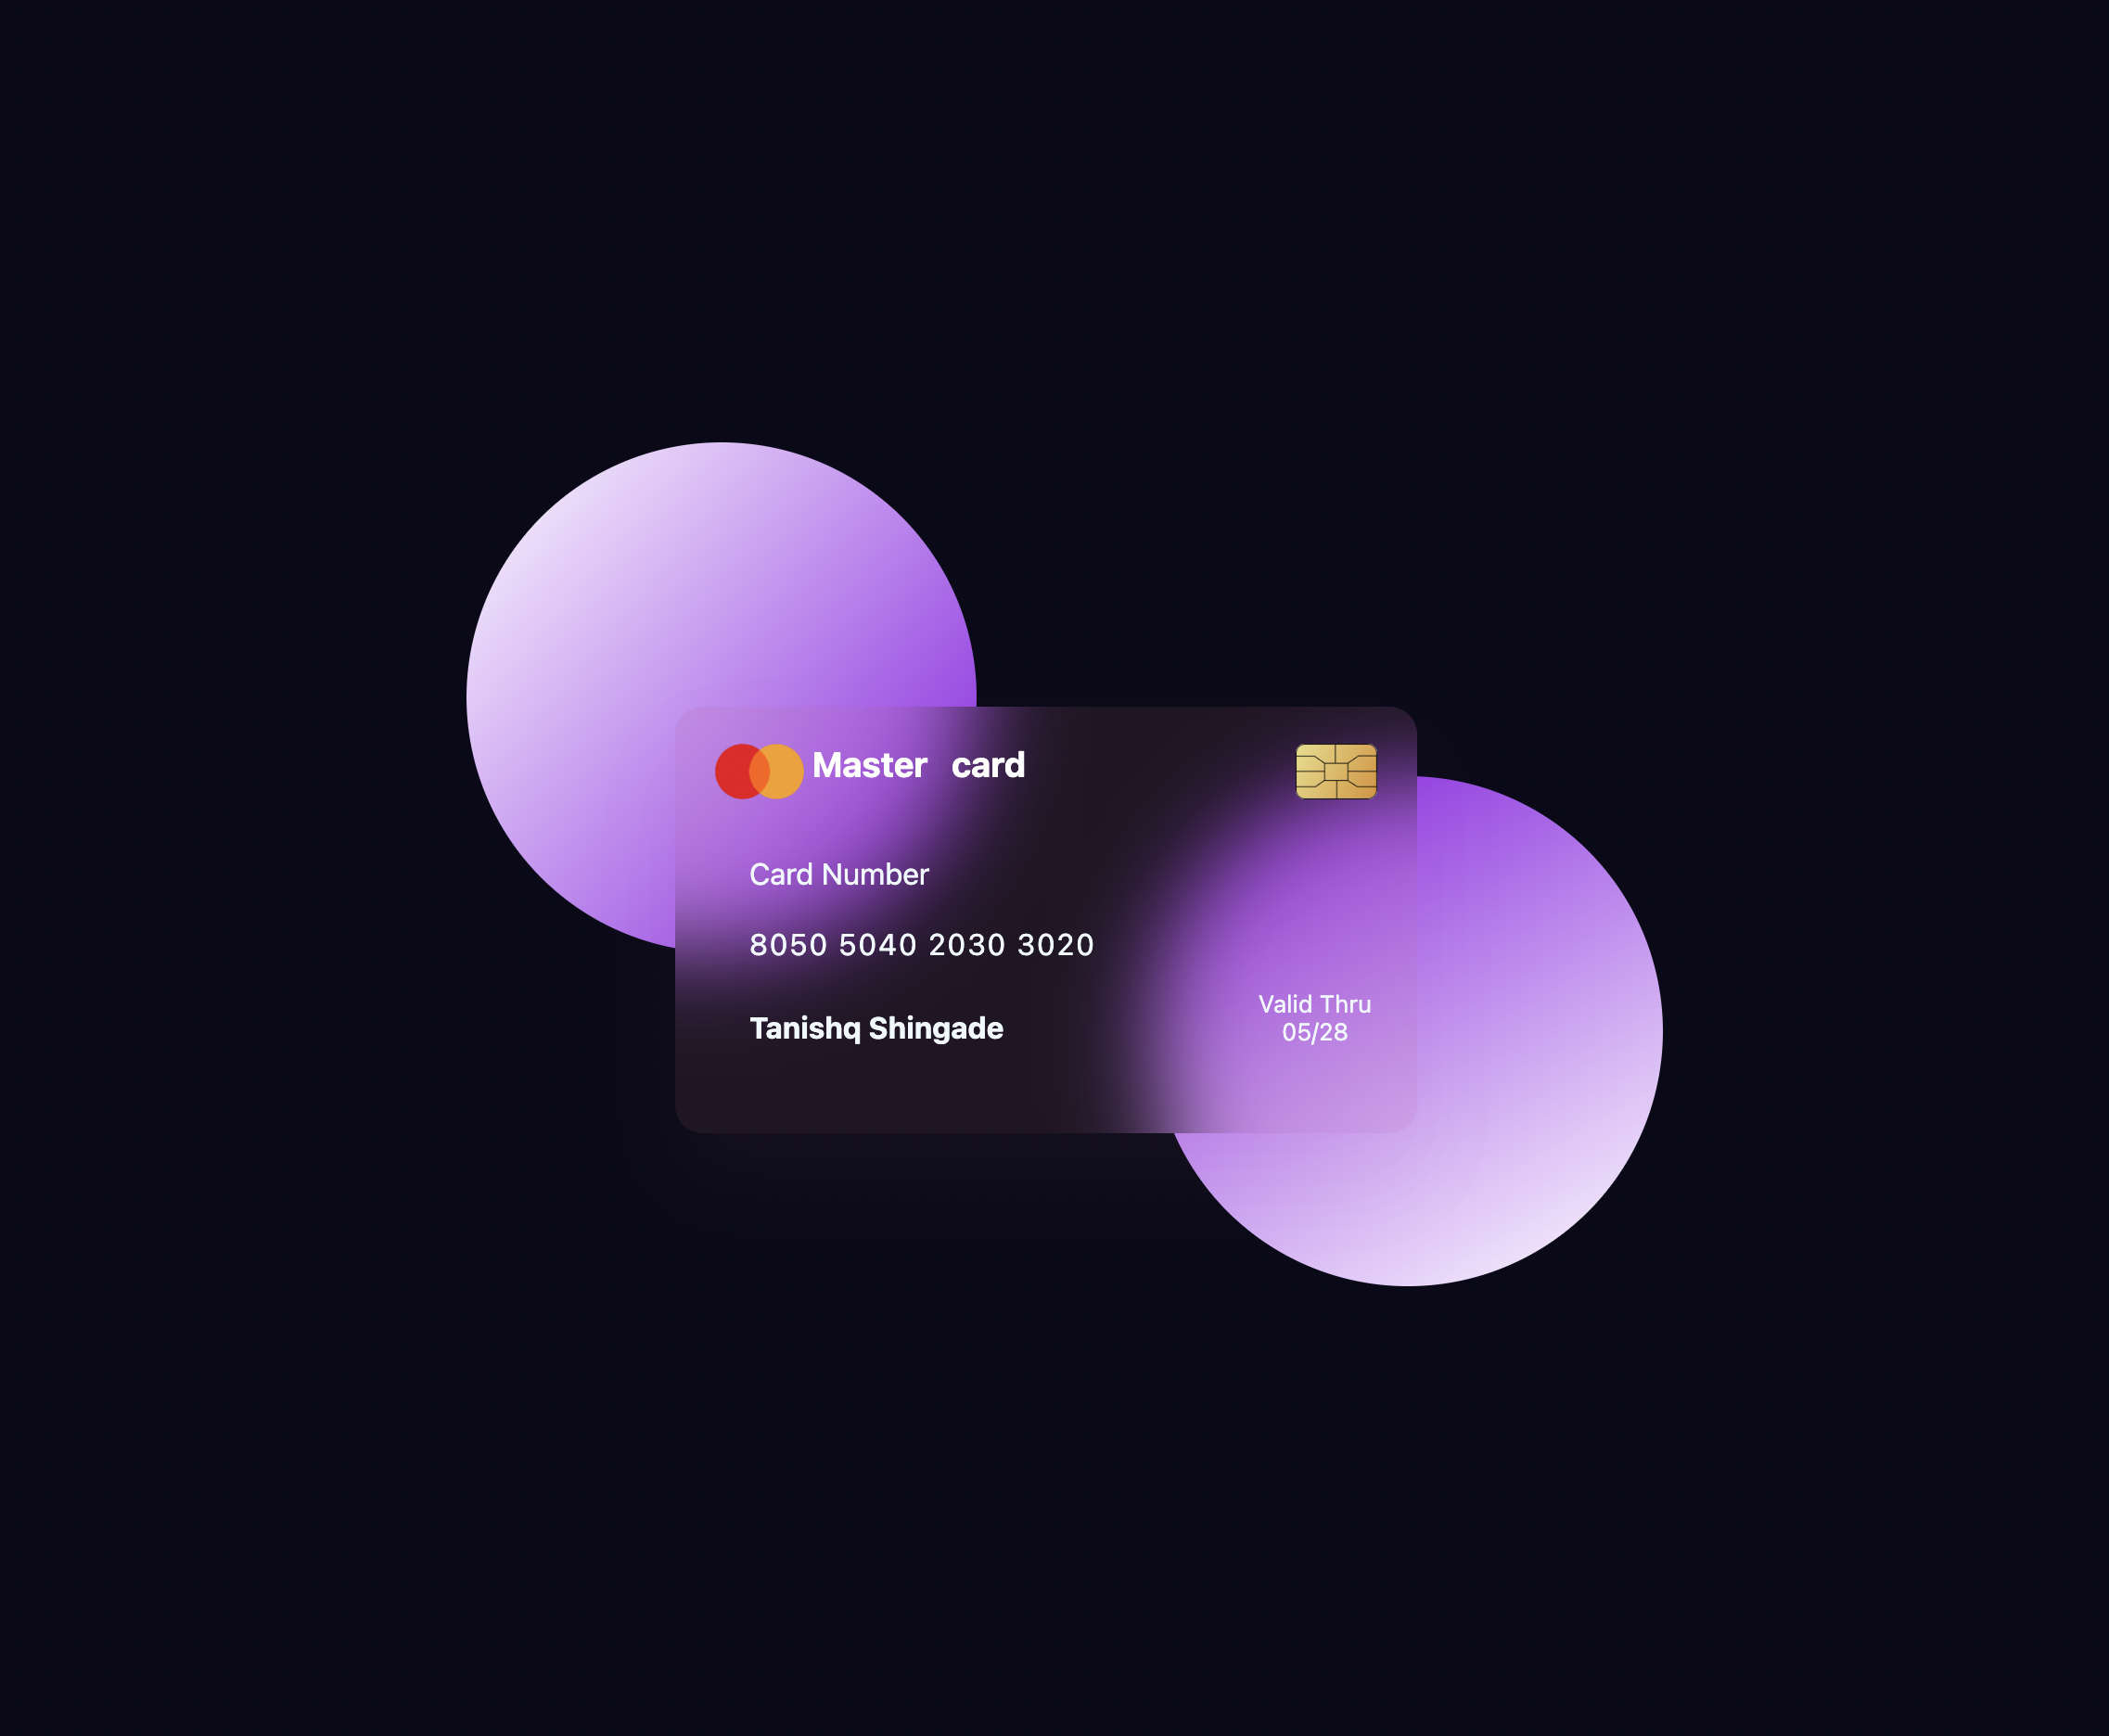 Master card
Card Number
8050 5040 2030 3020
Tanishq Shingade
Valid Thru
05/28